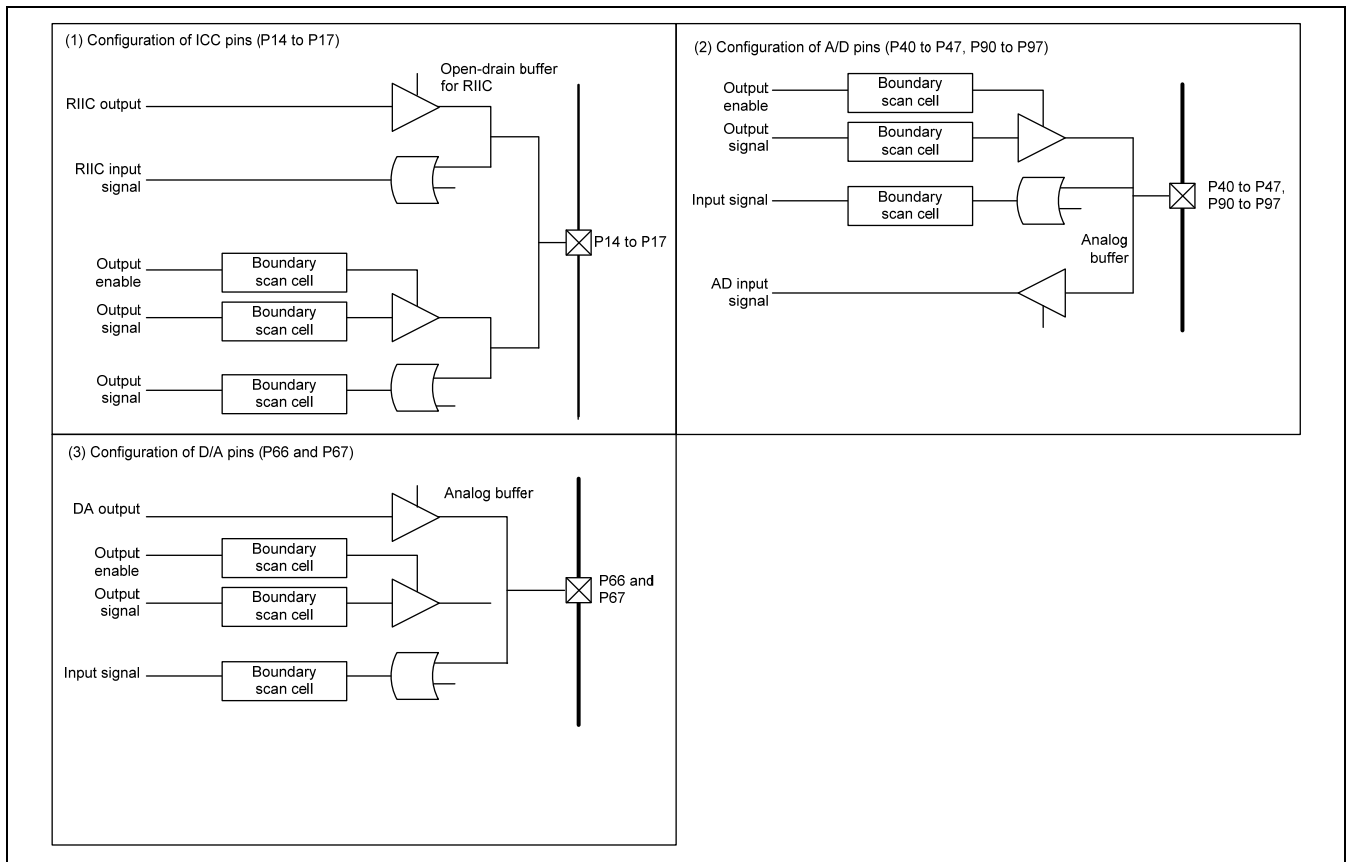 (1) Configuration of ICC pins (P14 to P17)
Open-drain buffer
for RIIC
RIIC output
RIIC input
signal
Output
enable
Boundary
scan cell
Output
signal
Boundary
scan cell
Output
signal
Boundary
scan cell
P14 to P17
(2) Configuration of A/D pins (P40 to P47, P90 to P97)
Output
enable
Boundary
scan cell
Output
signal
Boundary
scan cell
Input signal
Boundary
scan cell
P40 to P47,
P90 to P97
Analog
buffer
AD input
signal
(3) Configuration of D/A pins (P66 and P67)
Analog buffer
DA output
Output
enable
Boundary
scan cell
Output
signal
Boundary
scan cell
P66 and
P67
Input signal
Boundary
scan cell